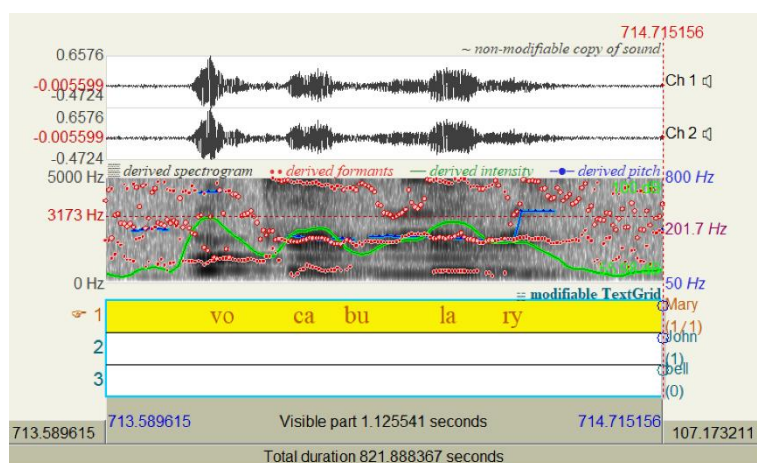 714.715156
~ non-modifiable copy of sound
0.6576
-0.005599
-0.4724
Ch 1
0.6576
-0.005599
-0.4724
Ch 2
derived spectrogram derived formants derived intensity derived pitch
5000 Hz 800 Hz
3173 Hz 201.7 Hz
0 Hz 50 Hz
modifiable TextGrid
1 vo ca bu la ry Mary
(1/1)
2 John
(1)
3 bell
(0)
713.589615 Visible part 1.125541 seconds 714.715156
713.589615 107.173211
Total duration 821.888367 seconds